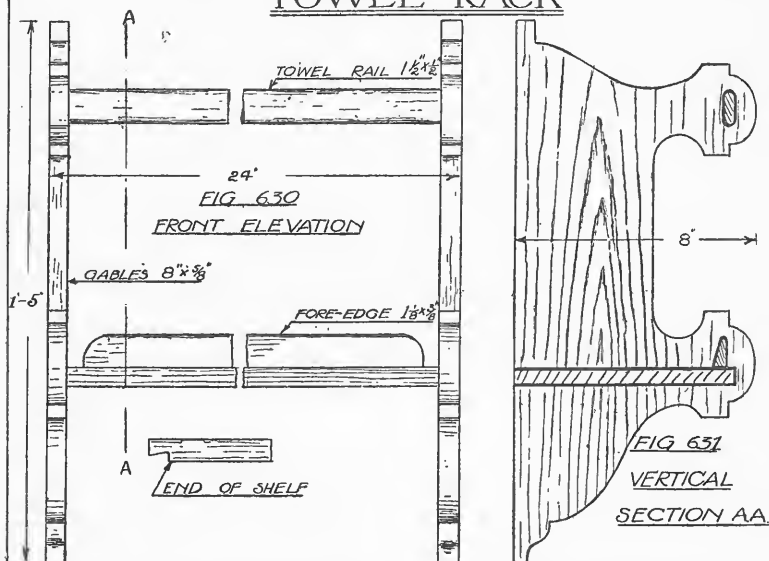 TOWEL RACK
A
TOWEL RAIL 1½"x½"
24"
FIG 630
FRONT ELEVATION
8"
GABLES 8"x⅝"
1'-5"
FORE-EDGE 1⅛"x⅜"
A
END OF SHELF
FIG 631
VERTICAL
SECTION AA.